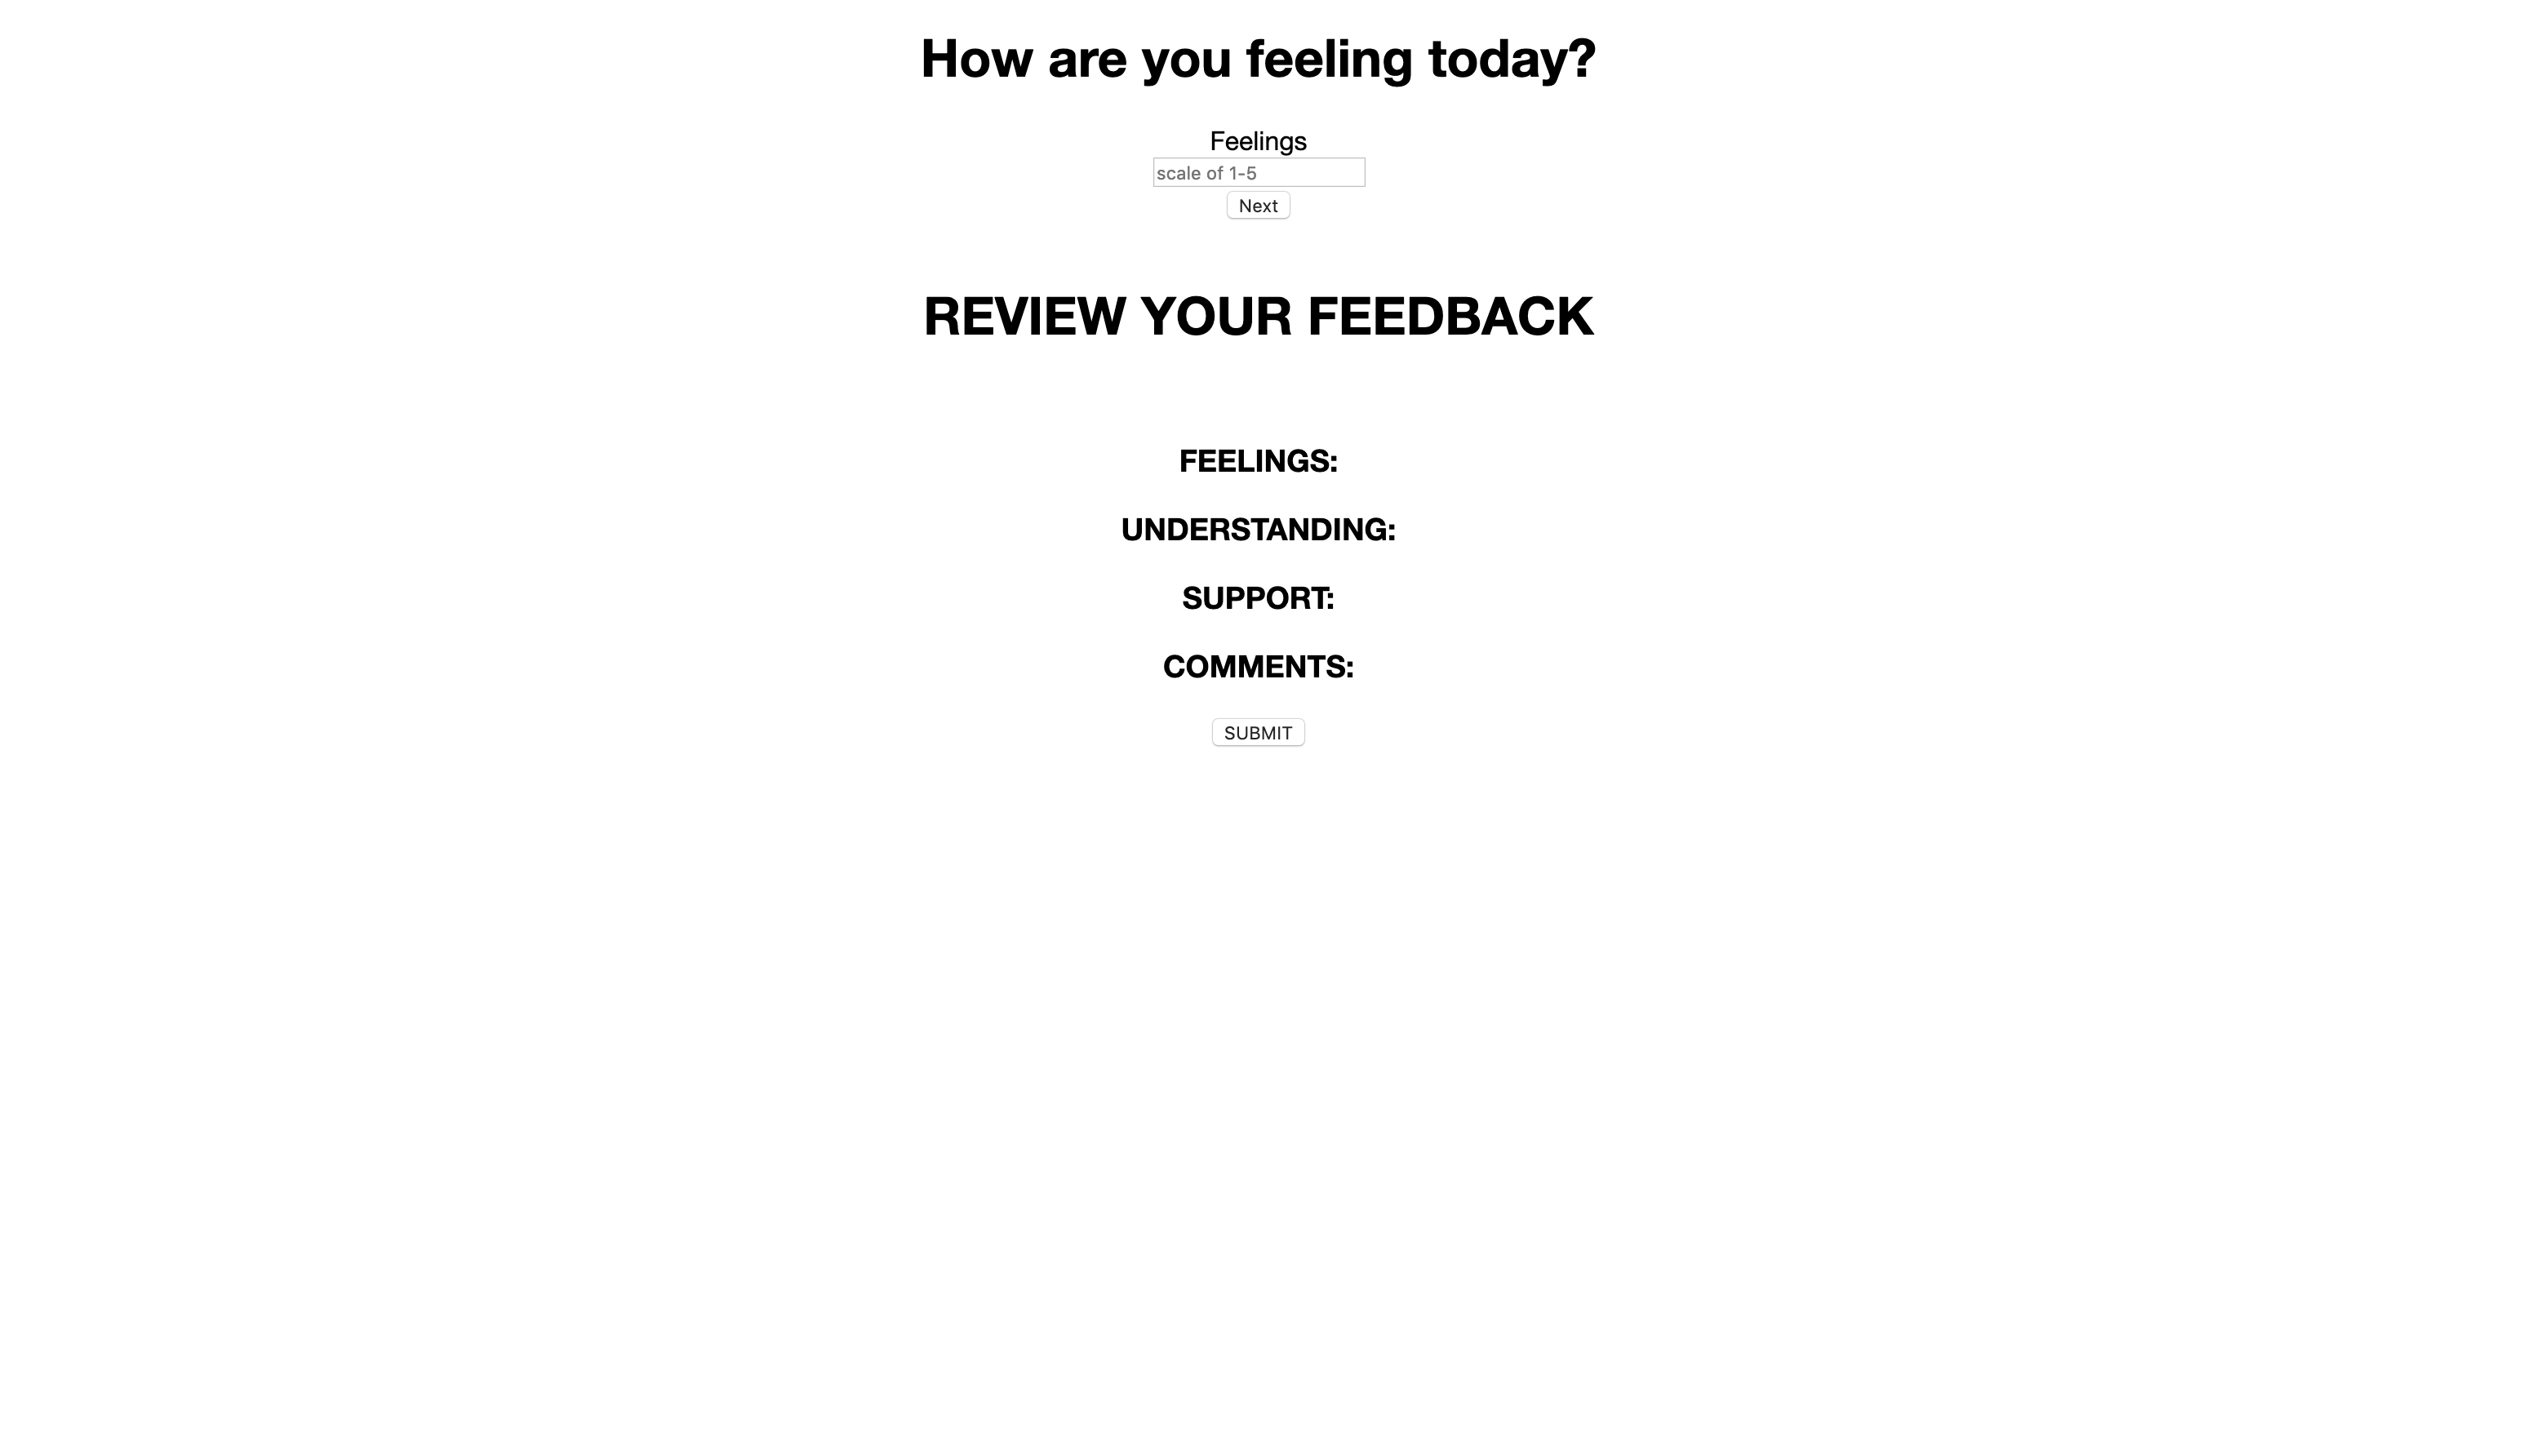 How are you feeling today?
Feelings
scale of 1-5
Next
REVIEW YOUR FEEDBACK
FEELINGS:
UNDERSTANDING:
SUPPORT:
COMMENTS:
SUBMIT